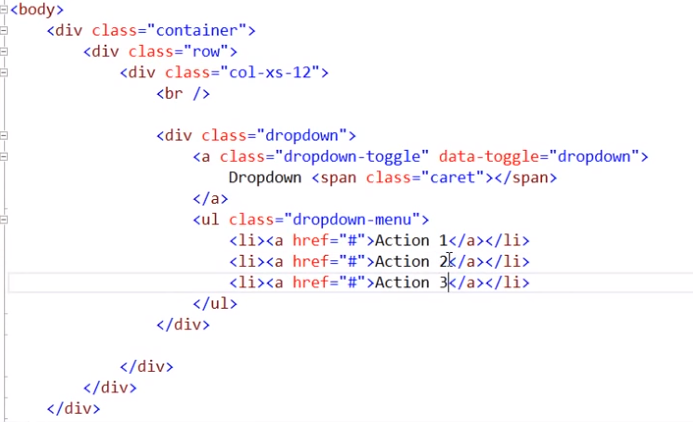 <body>
    <div class="container">
        <div class="row">
            <div class="col-xs-12">
                <br />
                <div class="dropdown">
                    <a class="dropdown-toggle" data-toggle="dropdown">
                        Dropdown <span class="caret"></span>
                    </a>
                    <ul class="dropdown-menu">
                        <li><a href="#">Action 1</a></li>
                        <li><a href="#">Action 2</a></li>
                        <li><a href="#">Action 3</a></li>
                    </ul>
                </div>
            </div>
        </div>
    </div>